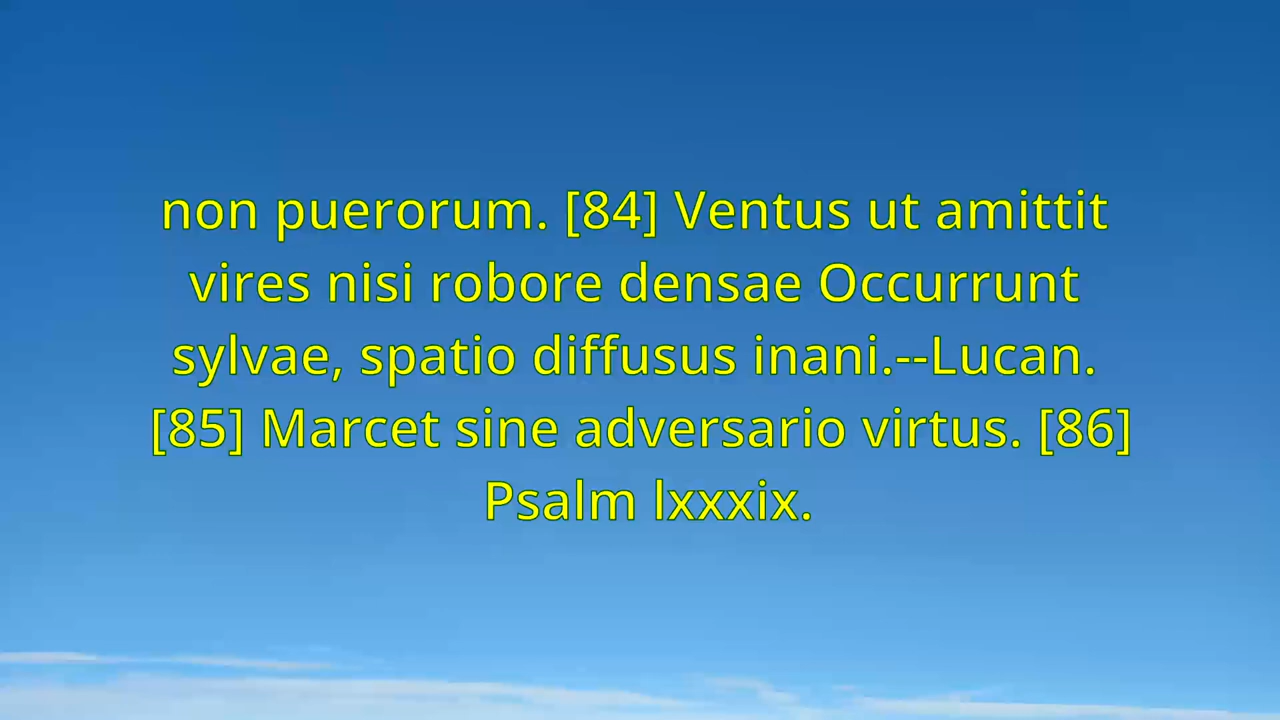 non puerorum. [84] Ventus ut amittit
vires nisi robore densae Occurrunt
sylvae, spatio diffusus inani.--Lucan.
[85] Marcet sine adversario virtus. [86]
Psalm lxxxix.